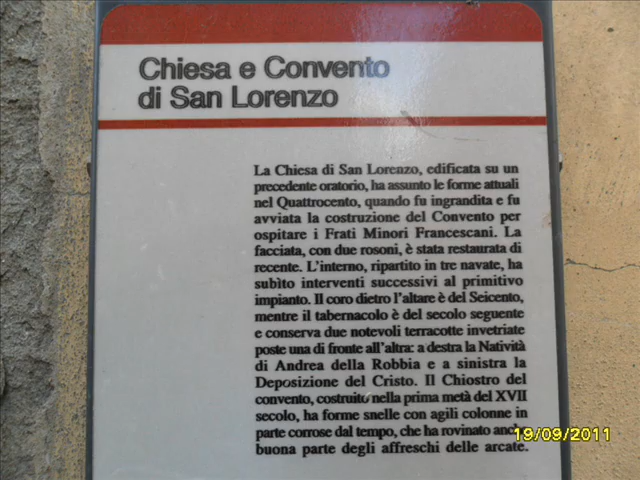 Chiesa e Convento
di San Lorenzo
La Chiesa di San Lorenzo, edificata su un
precedente oratorio, ha assunto le forme attuali
nel Quattrocento, quando fu ingrandita e fu
avviata la costruzione del Convento per
ospitare i Frati Minori Francescani. La
facciata, con due rosoni, è stata restaurata di
recente. L'interno, ripartito in tre navate, ha
subìto interventi successivi al primitivo
impianto. Il coro dietro l'altare è del Seicento,
mentre il tabernacolo è del secolo seguente
e conserva due notevoli terracotte invetriate
poste una di fronte all'altra: a destra la Natività
di Andrea della Robbia e a sinistra la
Deposizione del Cristo. Il Chiostro del
convento, costruito nella prima metà del XVII
secolo, ha forme snelle con agili colonne in
parte corrose dal tempo, che ha rovinato anche
buona parte degli affreschi delle arcate.
19/09/2011